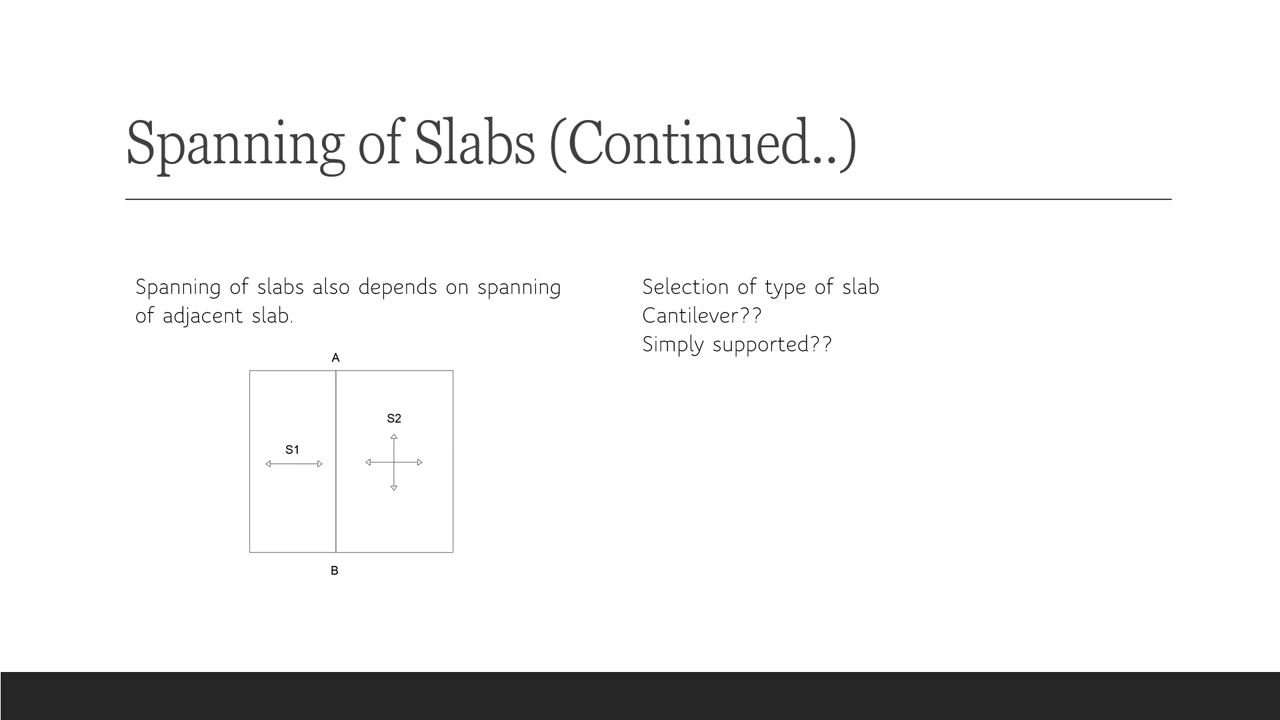 Spanning of Slabs (Continued..)
Spanning of slabs also depends on spanning
of adjacent slab.
A
S1
S2
B
Selection of type of slab
Cantilever??
Simply supported??